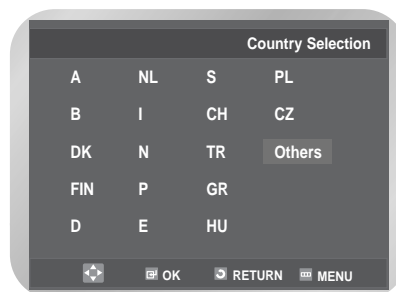 Country Selection
A NL S PL
B I CH CZ
DK N TR Others
FIN P GR
D E HU
OK RETURN MENU